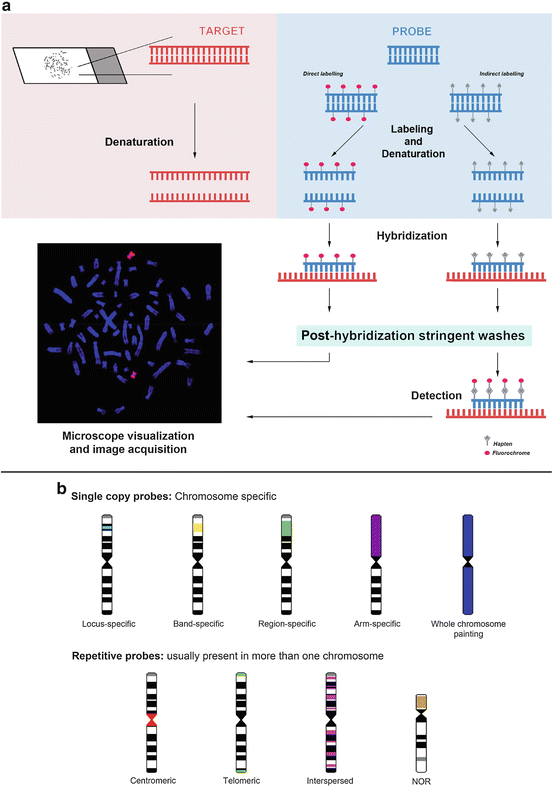 a
TARGET
PROBE
Direct labelling
Indirect labelling
Denaturation
Labeling
and
Denaturation
Hybridization
Post-hybridization stringent washes
Detection
Microscope visualization
and image acquisition
Hapten
Fluorochrome
b
Single copy probes: Chromosome specific
Locus-specific
Band-specific
Region-specific
Arm-specific
Whole chromosome
painting
Repetitive probes: usually present in more than one chromosome
Centromeric
Telomeric
Interspersed
NOR